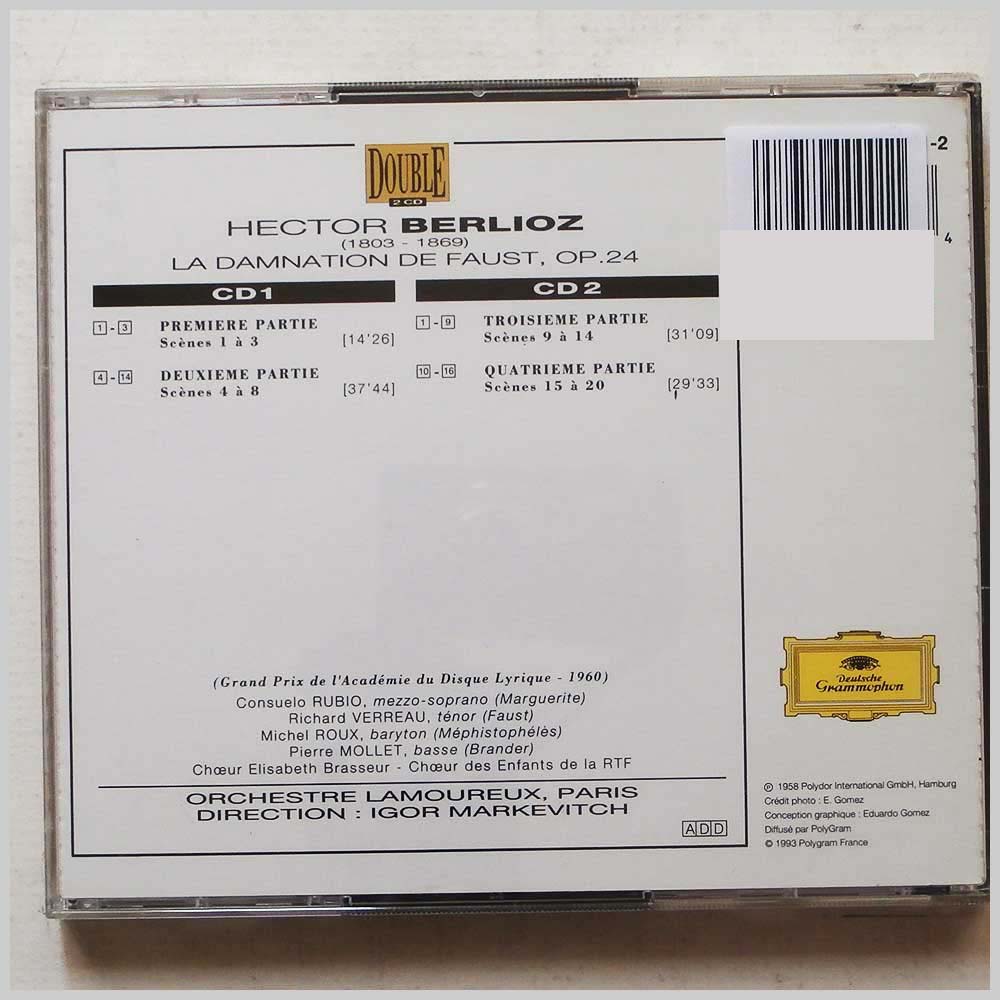 DOUBLE
2 CD
HECTOR BERLIOZ
(1803 - 1869)
LA DAMNATION DE FAUST, OP.24
CD 1
1 - 3 PREMIERE PARTIE
Scènes 1 à 3 [14'26]
4 - 14 DEUXIEME PARTIE
Scènes 4 à 8 [37'44]
CD 2
1 - 9 TROISIEME PARTIE
Scènes 9 à 14 [31'09]
10 - 16 QUATRIEME PARTIE
Scènes 15 à 20 [29'33]
(Grand Prix de l'Académie du Disque Lyrique - 1960)
Consuelo RUBIO, mezzo-soprano (Marguerite)
Richard VERREAU, ténor (Faust)
Michel ROUX, baryton (Méphistophélès)
Pierre MOLLET, basse (Brander)
Chœur Elisabeth Brasseur - Chœur des Enfants de la RTF
ORCHESTRE LAMOUREUX, PARIS
DIRECTION : IGOR MARKEVITCH
ADD
-2
4
Deutsche
Grammophon
℗ 1958 Polydor International GmbH, Hamburg
Crédit photo : E. Gomez
Conception graphique : Eduardo Gomez
Diffusé par PolyGram
© 1993 Polygram France